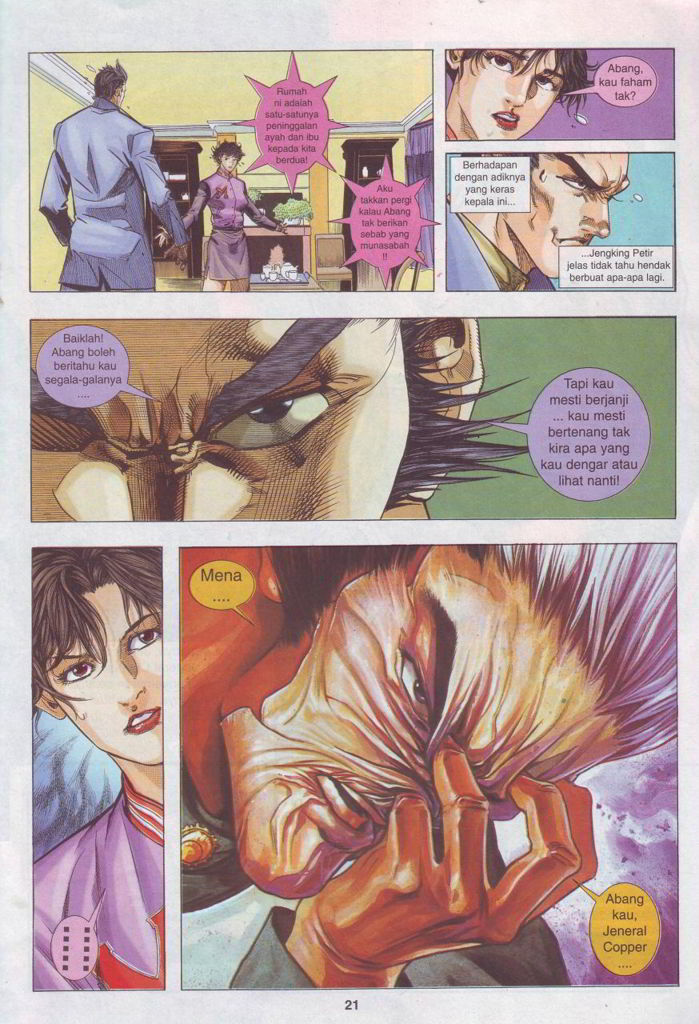 Rumah
ni adalah
satu-satunya
peninggalan
ayah dan ibu
kepada kita
berdua!
Aku
takkan pergi
kalau Abang
tak berikan
sebab yang
munasabah
!!
Abang,
kau faham
tak?
Berhadapan
dengan adiknya
yang keras
kepala ini...
...Jengking Petir
jelas tidak tahu hendak
berbuat apa-apa lagi.
Baiklah!
Abang boleh
beritahu kau
segala-galanya
....
Tapi kau
mesti berjanji
... kau mesti
bertenang tak
kira apa yang
kau dengar atau
lihat nanti!
Mena
....
Abang
kau,
Jeneral
Copper
....
21